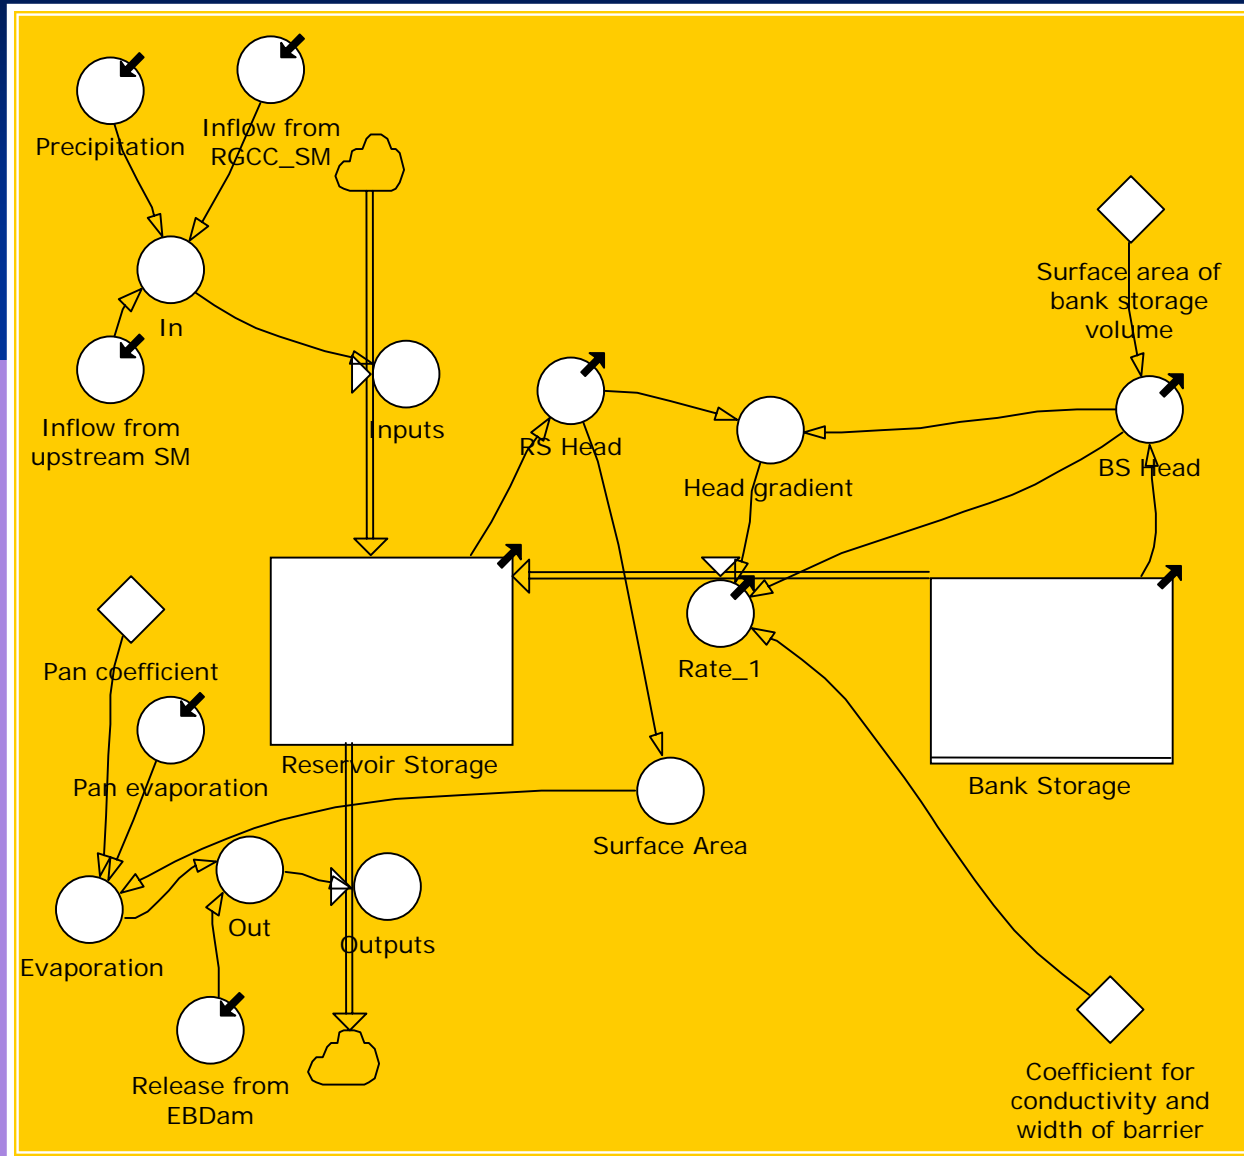 Precipitation
Inflow from
RGCC_SM
In
Inflow from
upstream SM
Inputs
Surface area of
bank storage
volume
RS Head
Head gradient
BS Head
Rate_1
Pan coefficient
Pan evaporation
Reservoir Storage
Bank Storage
Surface Area
Evaporation
Out
Outputs
Release from
EBDam
Coefficient for
conductivity and
width of barrier